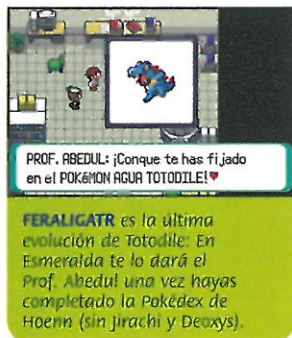 PROF. ABEDUL: ¡Conque te has fijado
en el POKéMON AGUA TOTODILE!♥
FERALIGATR es la última
evolución de Totodile: En
Esmeralda te lo dará el
Prof. Abedul una vez hayas
completado la Pokédex de
Hoenn (sin Jirachi y Deoxys).